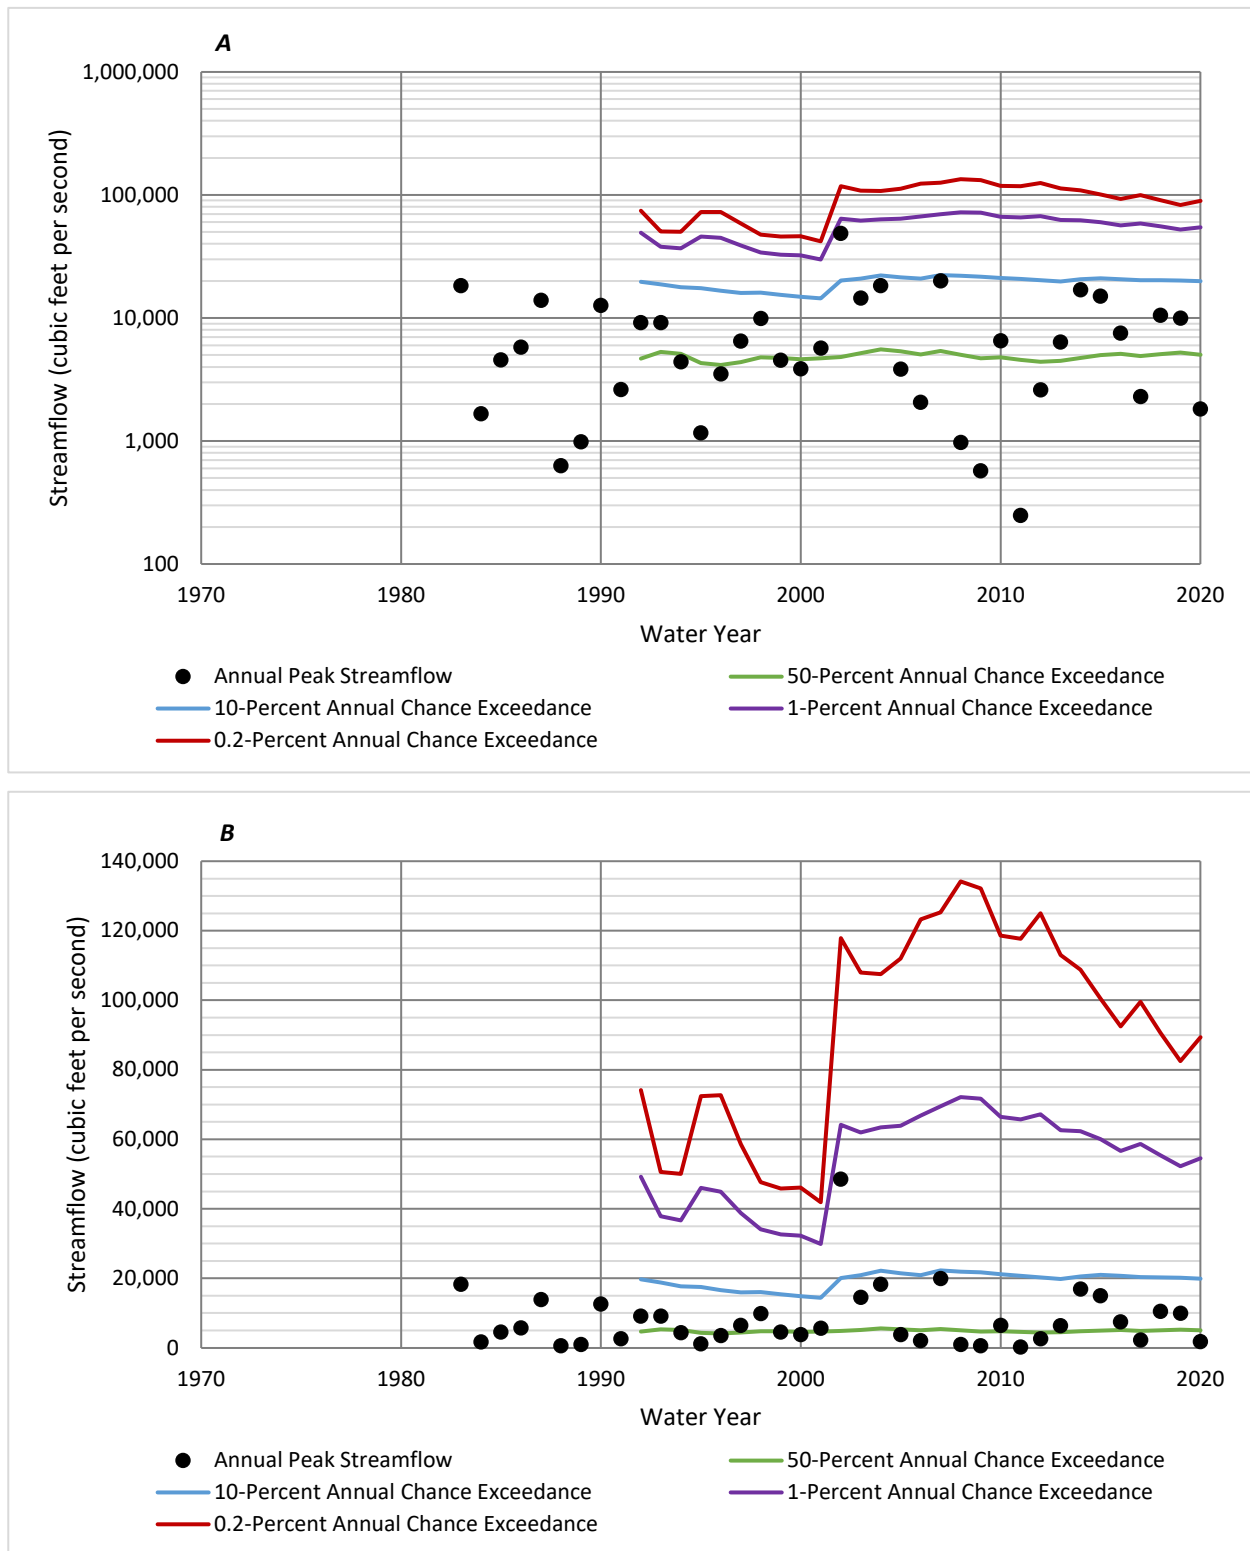 A
1,000,000
100,000
10,000
1,000
100
Streamflow (cubic feet per second)
1970 1980 1990 2000 2010 2020
Water Year
Annual Peak Streamflow 50-Percent Annual Chance Exceedance
10-Percent Annual Chance Exceedance 1-Percent Annual Chance Exceedance
0.2-Percent Annual Chance Exceedance
B
140,000
120,000
100,000
80,000
60,000
40,000
20,000
0
Streamflow (cubic feet per second)
1970 1980 1990 2000 2010 2020
Water Year
Annual Peak Streamflow 50-Percent Annual Chance Exceedance
10-Percent Annual Chance Exceedance 1-Percent Annual Chance Exceedance
0.2-Percent Annual Chance Exceedance